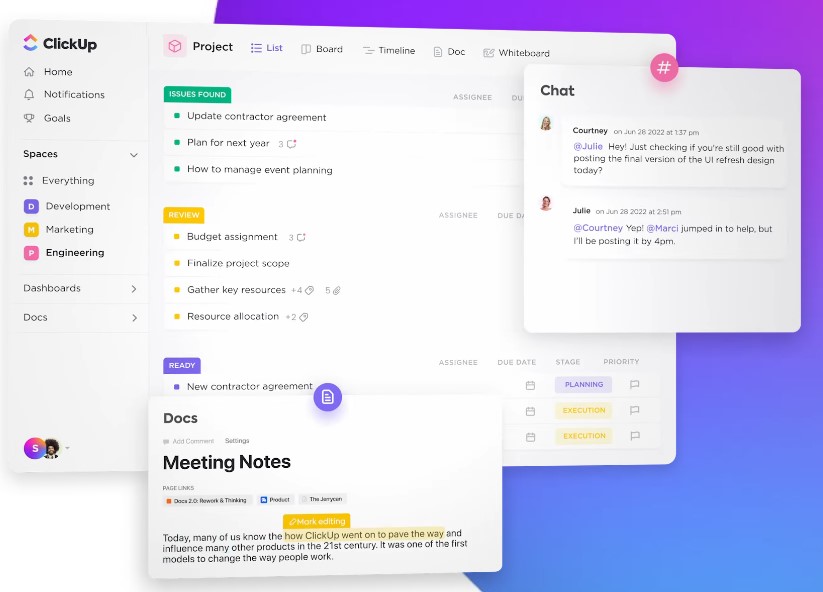 ClickUp
Home
Notifications
Goals
Spaces
Everything
D Development
M Marketing
P Engineering
Dashboards
Docs
S
Project
List
Board
Timeline
Doc
Whiteboard
ISSUES FOUND
ASSIGNEE
Update contractor agreement
Plan for next year 3
How to manage event planning
REVIEW
ASSIGNEE
Budget assignment 3
Finalize project scope
Gather key resources +4 5
Resource allocation +2
READY
ASSIGNEE DUE DATE STAGE PRIORITY
New contractor agreement
PLANNING
EXECUTION
EXECUTION
#
Chat
Courtney on Jun 28 2022 at 1:37 pm
@Julie Hey! Just checking if you're still good with
posting the final version of the UI refresh design
today?
Julie on Jun 28 2022 at 2:51 pm
@Courtney Yep! @Marci jumped in to help, but
I'll be posting it by 4pm.
Docs
Add Comment Settings
Meeting Notes
PAGE LINKS
Docs 2.0: Rework & Thinking
Product
The Jerrycan
Mark editing
Today, many of us know the how ClickUp went on to pave the way and
influence many other products in the 21st century. It was one of the first
models to change the way people work.